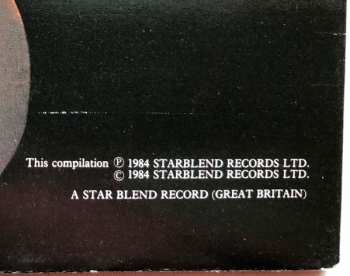 This compilation ℗ 1984 STARBLEND RECORDS LTD.
© 1984 STARBLEND RECORDS LTD.
A STAR BLEND RECORD (GREAT BRITAIN)